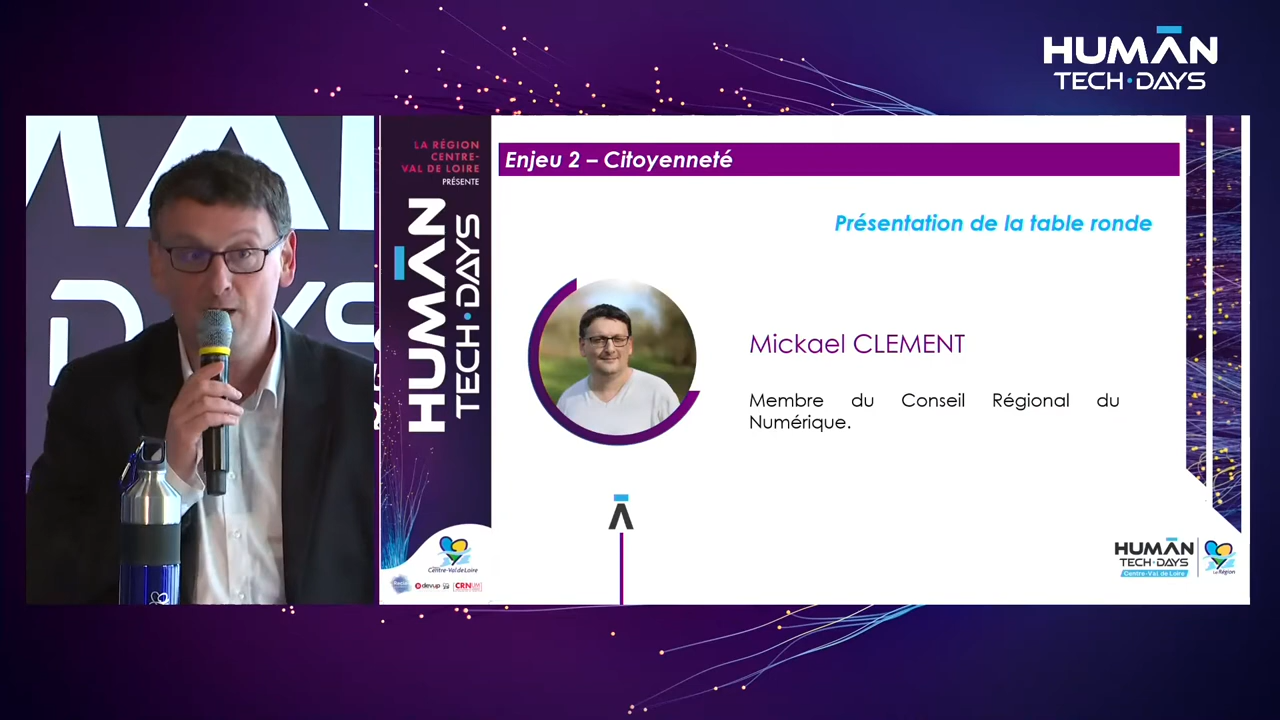 HUMAN
TECH·DAYS
LA RÉGION
CENTRE-
VAL DE LOIRE
PRÉSENTE
HUMAN
TECH·DAYS
Centre-Val de Loire
devup
CRNUM
Enjeu 2 – Citoyenneté
Présentation de la table ronde
Mickael CLEMENT
Membre du Conseil Régional du
Numérique.
HUMAN
TECH·DAYS
Centre-Val de Loire
La Région